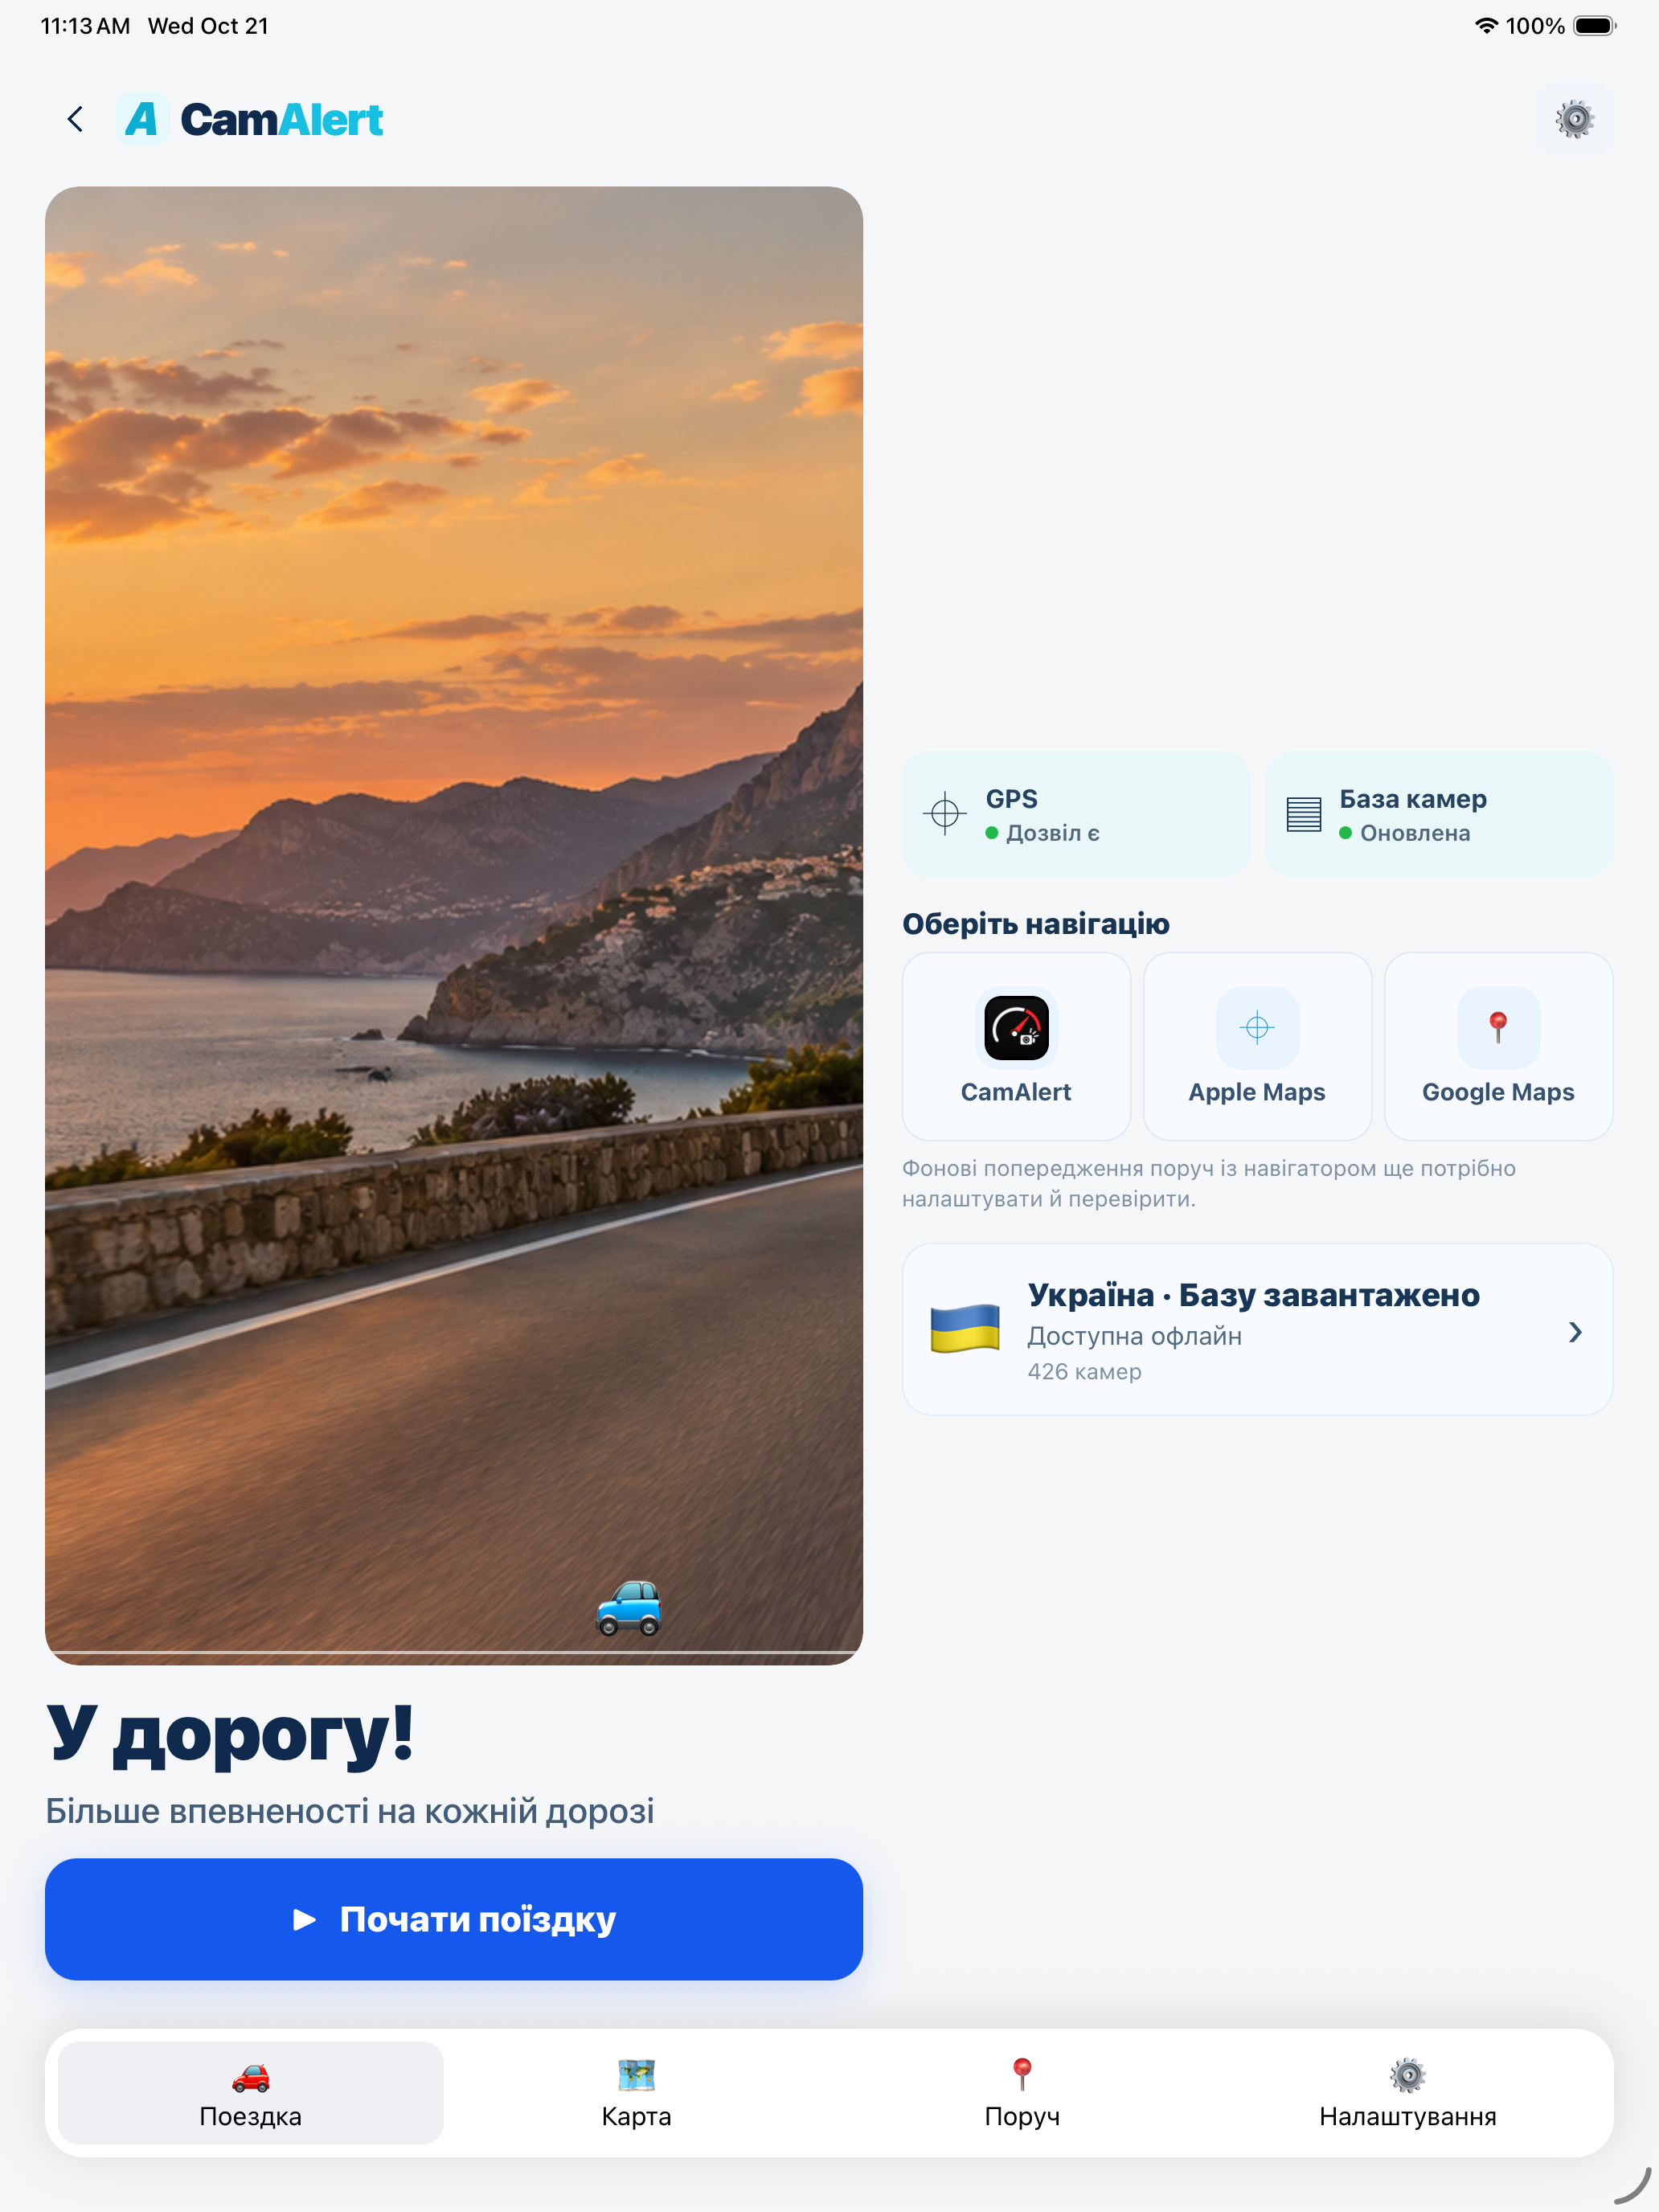 11:13 AM Wed Oct 21
100%
A CamAlert
GPS
Дозвіл є
База камер
Оновлена
Оберіть навігацію
CamAlert
Apple Maps
Google Maps
Фонові попередження поруч із навігатором ще потрібно
налаштувати й перевірити.
Україна · Базу завантажено
Доступна офлайн
426 камер
У дорогу!
Більше впевненості на кожній дорозі
Почати поїздку
Поездка
Карта
Поруч
Налаштування